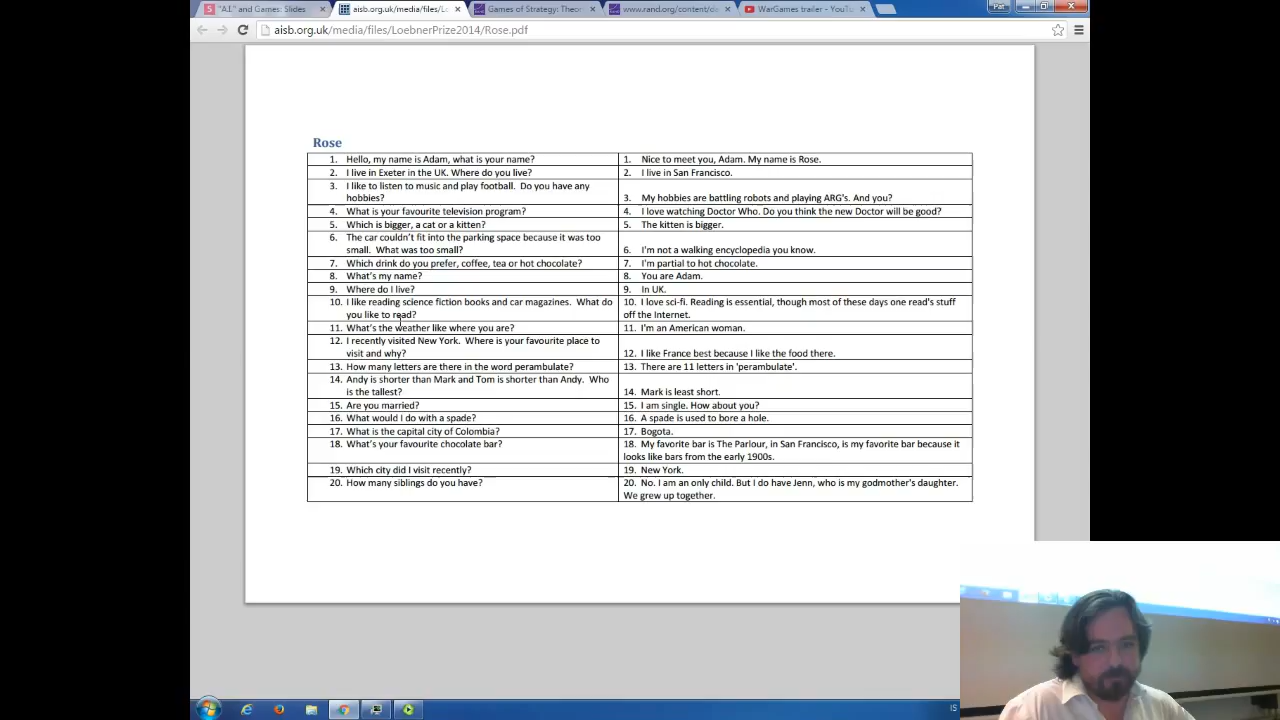 "A.I." and Games: Slides
aisb.org.uk/media/files/L
Games of Strategy: Theor
www.rand.org/content/d
WarGames trailer - YouTu
Pat
aisb.org.uk/media/files/LoebnerPrize2014/Rose.pdf
Rose
1. Hello, my name is Adam, what is your name?
1. Nice to meet you, Adam. My name is Rose.
2. I live in Exeter in the UK. Where do you live?
2. I live in San Francisco.
3. I like to listen to music and play football. Do you have any
hobbies?
3. My hobbies are battling robots and playing ARG's. And you?
4. What is your favourite television program?
4. I love watching Doctor Who. Do you think the new Doctor will be good?
5. Which is bigger, a cat or a kitten?
5. The kitten is bigger.
6. The car couldn't fit into the parking space because it was too
small. What was too small?
6. I'm not a walking encyclopedia you know.
7. Which drink do you prefer, coffee, tea or hot chocolate?
7. I'm partial to hot chocolate.
8. What's my name?
8. You are Adam.
9. Where do I live?
9. In UK.
10. I like reading science fiction books and car magazines. What do
you like to read?
10. I love sci-fi. Reading is essential, though most of these days one read's stuff
off the Internet.
11. What's the weather like where you are?
11. I'm an American woman.
12. I recently visited New York. Where is your favourite place to
visit and why?
12. I like France best because I like the food there.
13. How many letters are there in the word perambulate?
13. There are 11 letters in 'perambulate'.
14. Andy is shorter than Mark and Tom is shorter than Andy. Who
is the tallest?
14. Mark is least short.
15. Are you married?
15. I am single. How about you?
16. What would I do with a spade?
16. A spade is used to bore a hole.
17. What is the capital city of Colombia?
17. Bogota.
18. What's your favourite chocolate bar?
18. My favorite bar is The Parlour, in San Francisco, is my favorite bar because it
looks like bars from the early 1900s.
19. Which city did I visit recently?
19. New York.
20. How many siblings do you have?
20. No. I am an only child. But I do have Jenn, who is my godmother's daughter.
We grew up together.
IS